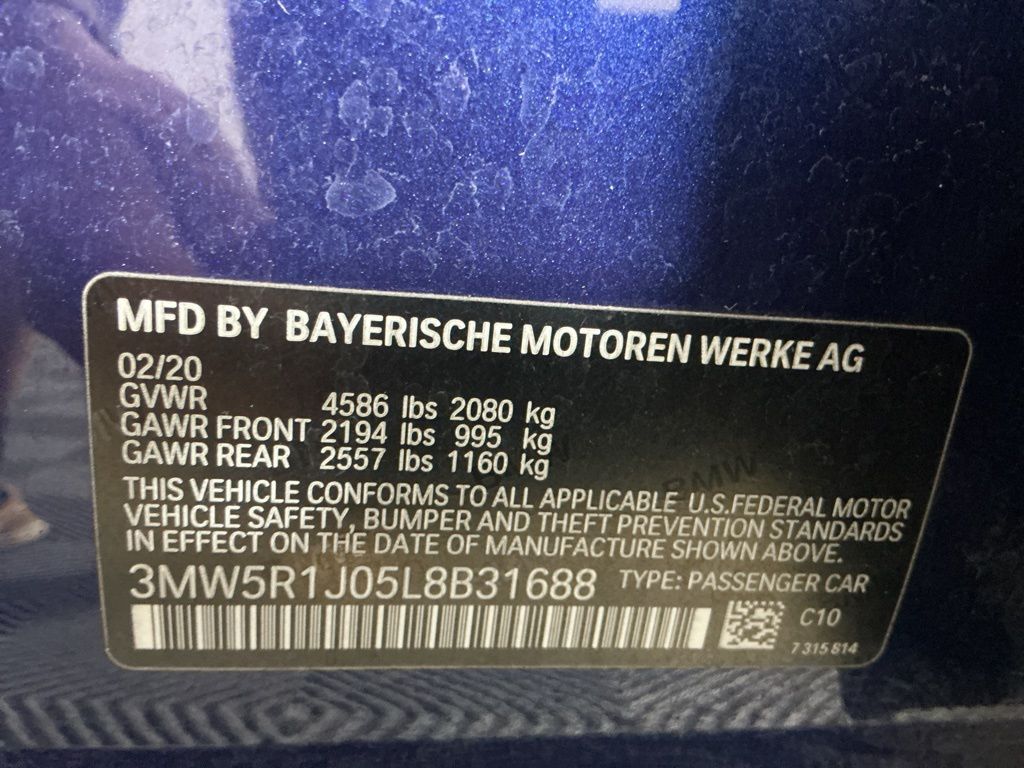 MFD BY BAYERISCHE MOTOREN WERKE AG
02/20
GVWR 4586 lbs 2080 kg
GAWR FRONT 2194 lbs 995 kg
GAWR REAR 2557 lbs 1160 kg
THIS VEHICLE CONFORMS TO ALL APPLICABLE U.S.FEDERAL MOTOR
VEHICLE SAFETY, BUMPER AND THEFT PREVENTION STANDARDS
IN EFFECT ON THE DATE OF MANUFACTURE SHOWN ABOVE.
3MW5R1J05L8B31688 TYPE: PASSENGER CAR
C10
7 315 814
BMW